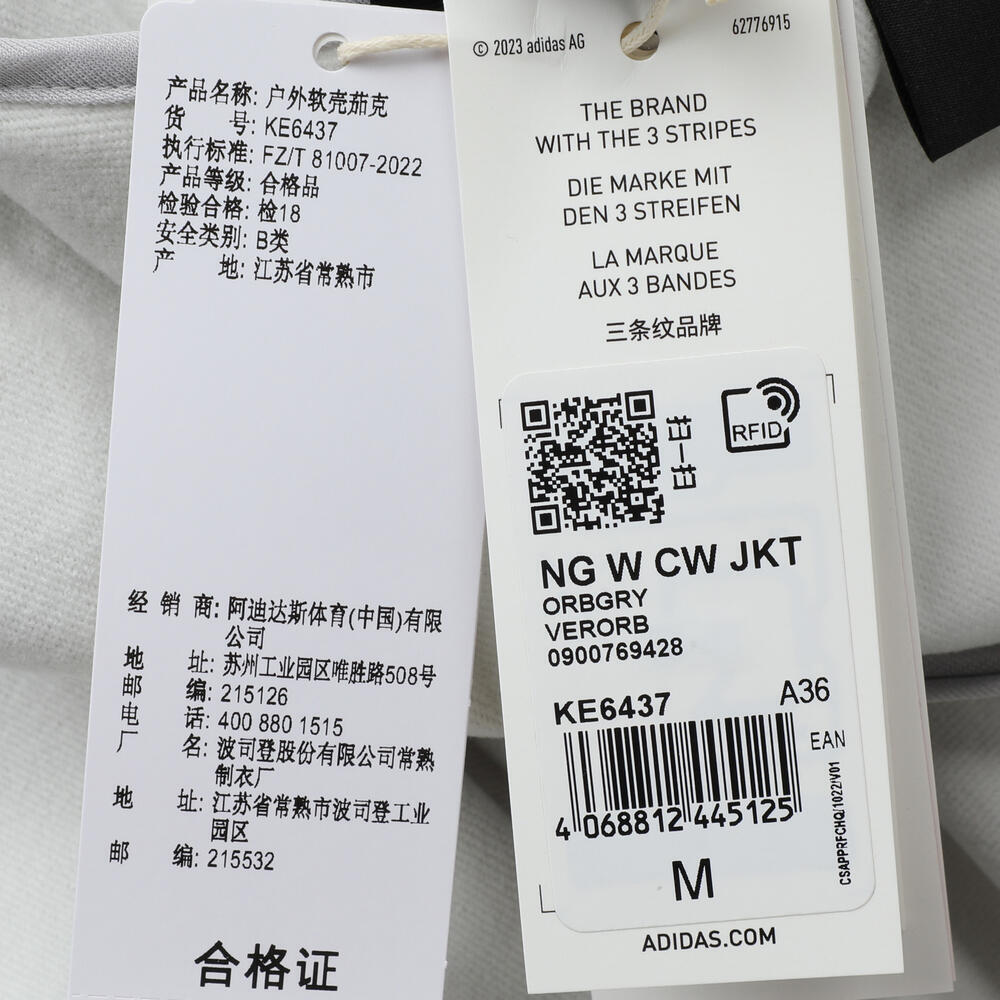 产品名称: 户外软壳茄克
货 号: KE6437
执行标准: FZ/T 81007-2022
产品等级: 合格品
检验合格: 检18
安全类别: B类
产 地: 江苏省常熟市
经 销 商: 阿迪达斯体育(中国)有限
公司
地 址: 苏州工业园区唯胜路508号
邮 编: 215126
电 话: 400 880 1515
厂 名: 波司登股份有限公司常熟
制衣厂
地 址: 江苏省常熟市波司登工业
园区
邮 编: 215532
合格证
© 2023 adidas AG
62776915
THE BRAND
WITH THE 3 STRIPES
DIE MARKE MIT
DEN 3 STREIFEN
LA MARQUE
AUX 3 BANDES
三条纹品牌
扫一扫
RFID
NG W CW JKT
ORBGRY
VERORB
0900769428
KE6437
A36
EAN
4 068812 445125
CSAPPRFCHQ/1022/V01
M
ADIDAS.COM